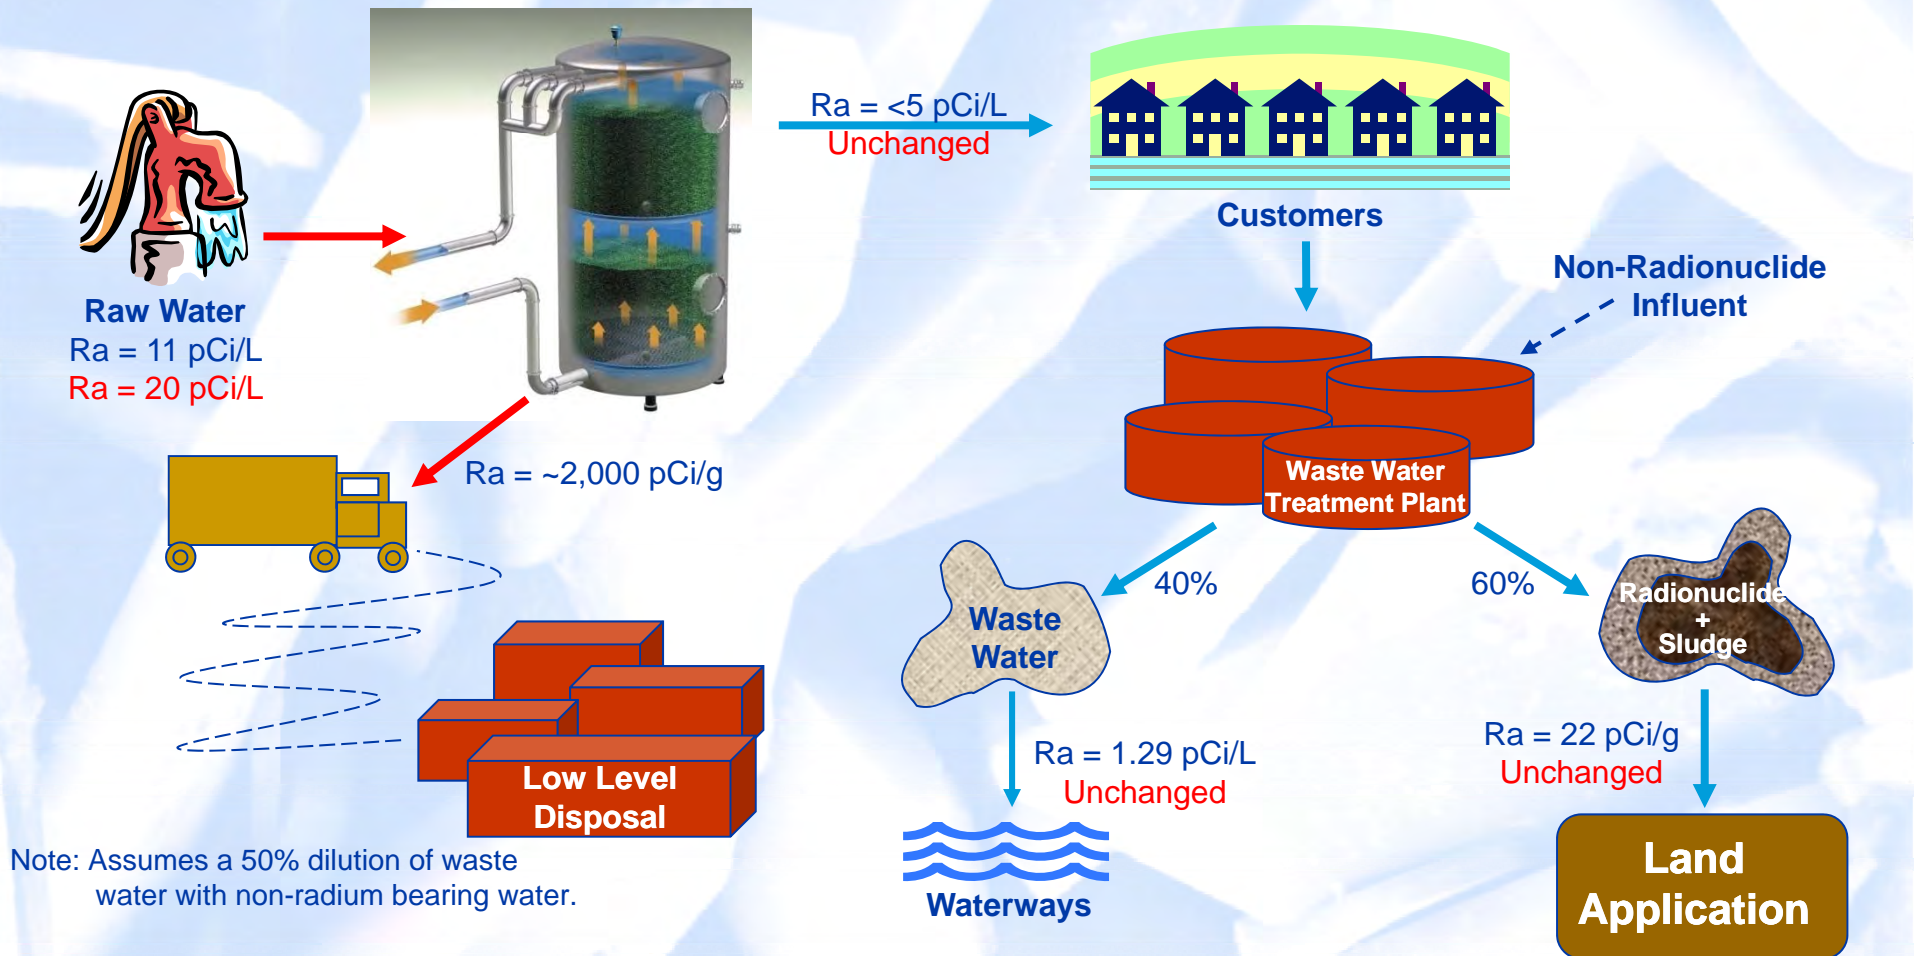 Ra = <5 pCi/L
Unchanged
Customers
Non-Radionuclide
Influent
Raw Water
Ra = 11 pCi/L
Ra = 20 pCi/L
Ra = ~2,000 pCi/g
Waste Water
Treatment Plant
40%
60%
Waste
Water
Radionuclide
+
Sludge
Ra = 1.29 pCi/L
Unchanged
Ra = 22 pCi/g
Unchanged
Low Level
Disposal
Note: Assumes a 50% dilution of waste
water with non-radium bearing water.
Waterways
Land
Application